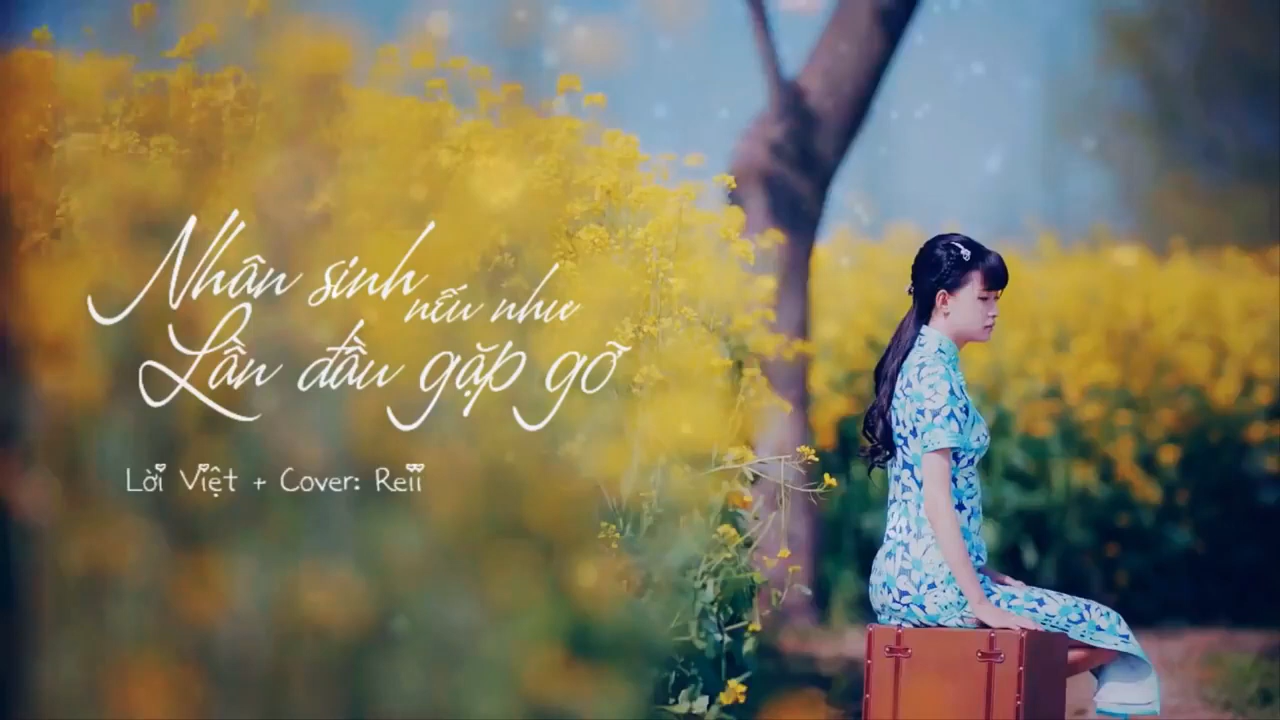 Nhân sinh nếu như
Lần đầu gặp gỡ
Lời Việt + Cover: Reii